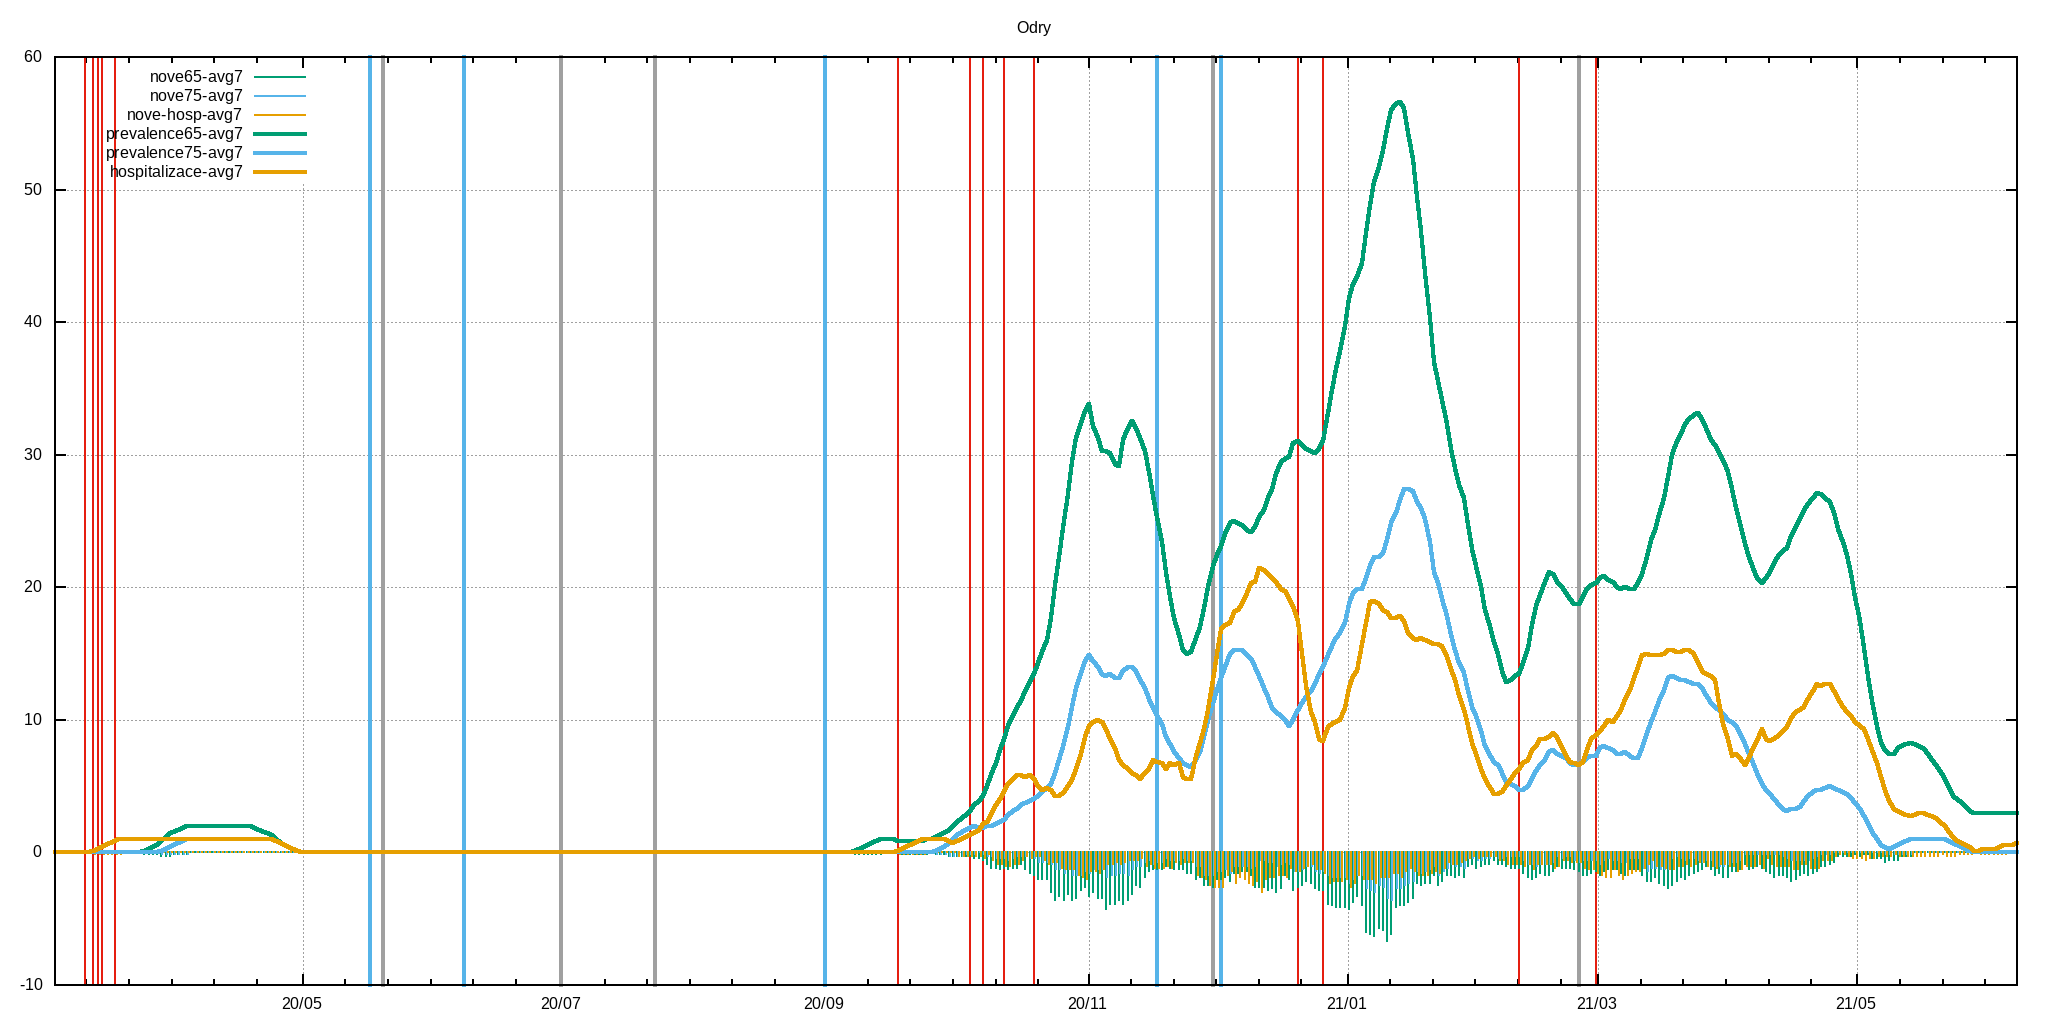 Odry
60
nove65-avg7
nove75-avg7
nove-hosp-avg7
prevalence65-avg7
prevalence75-avg7
hospitalizace-avg7
50
40
30
20
10
0
-10
20/05 20/07 20/09 20/11 21/01 21/03 21/05